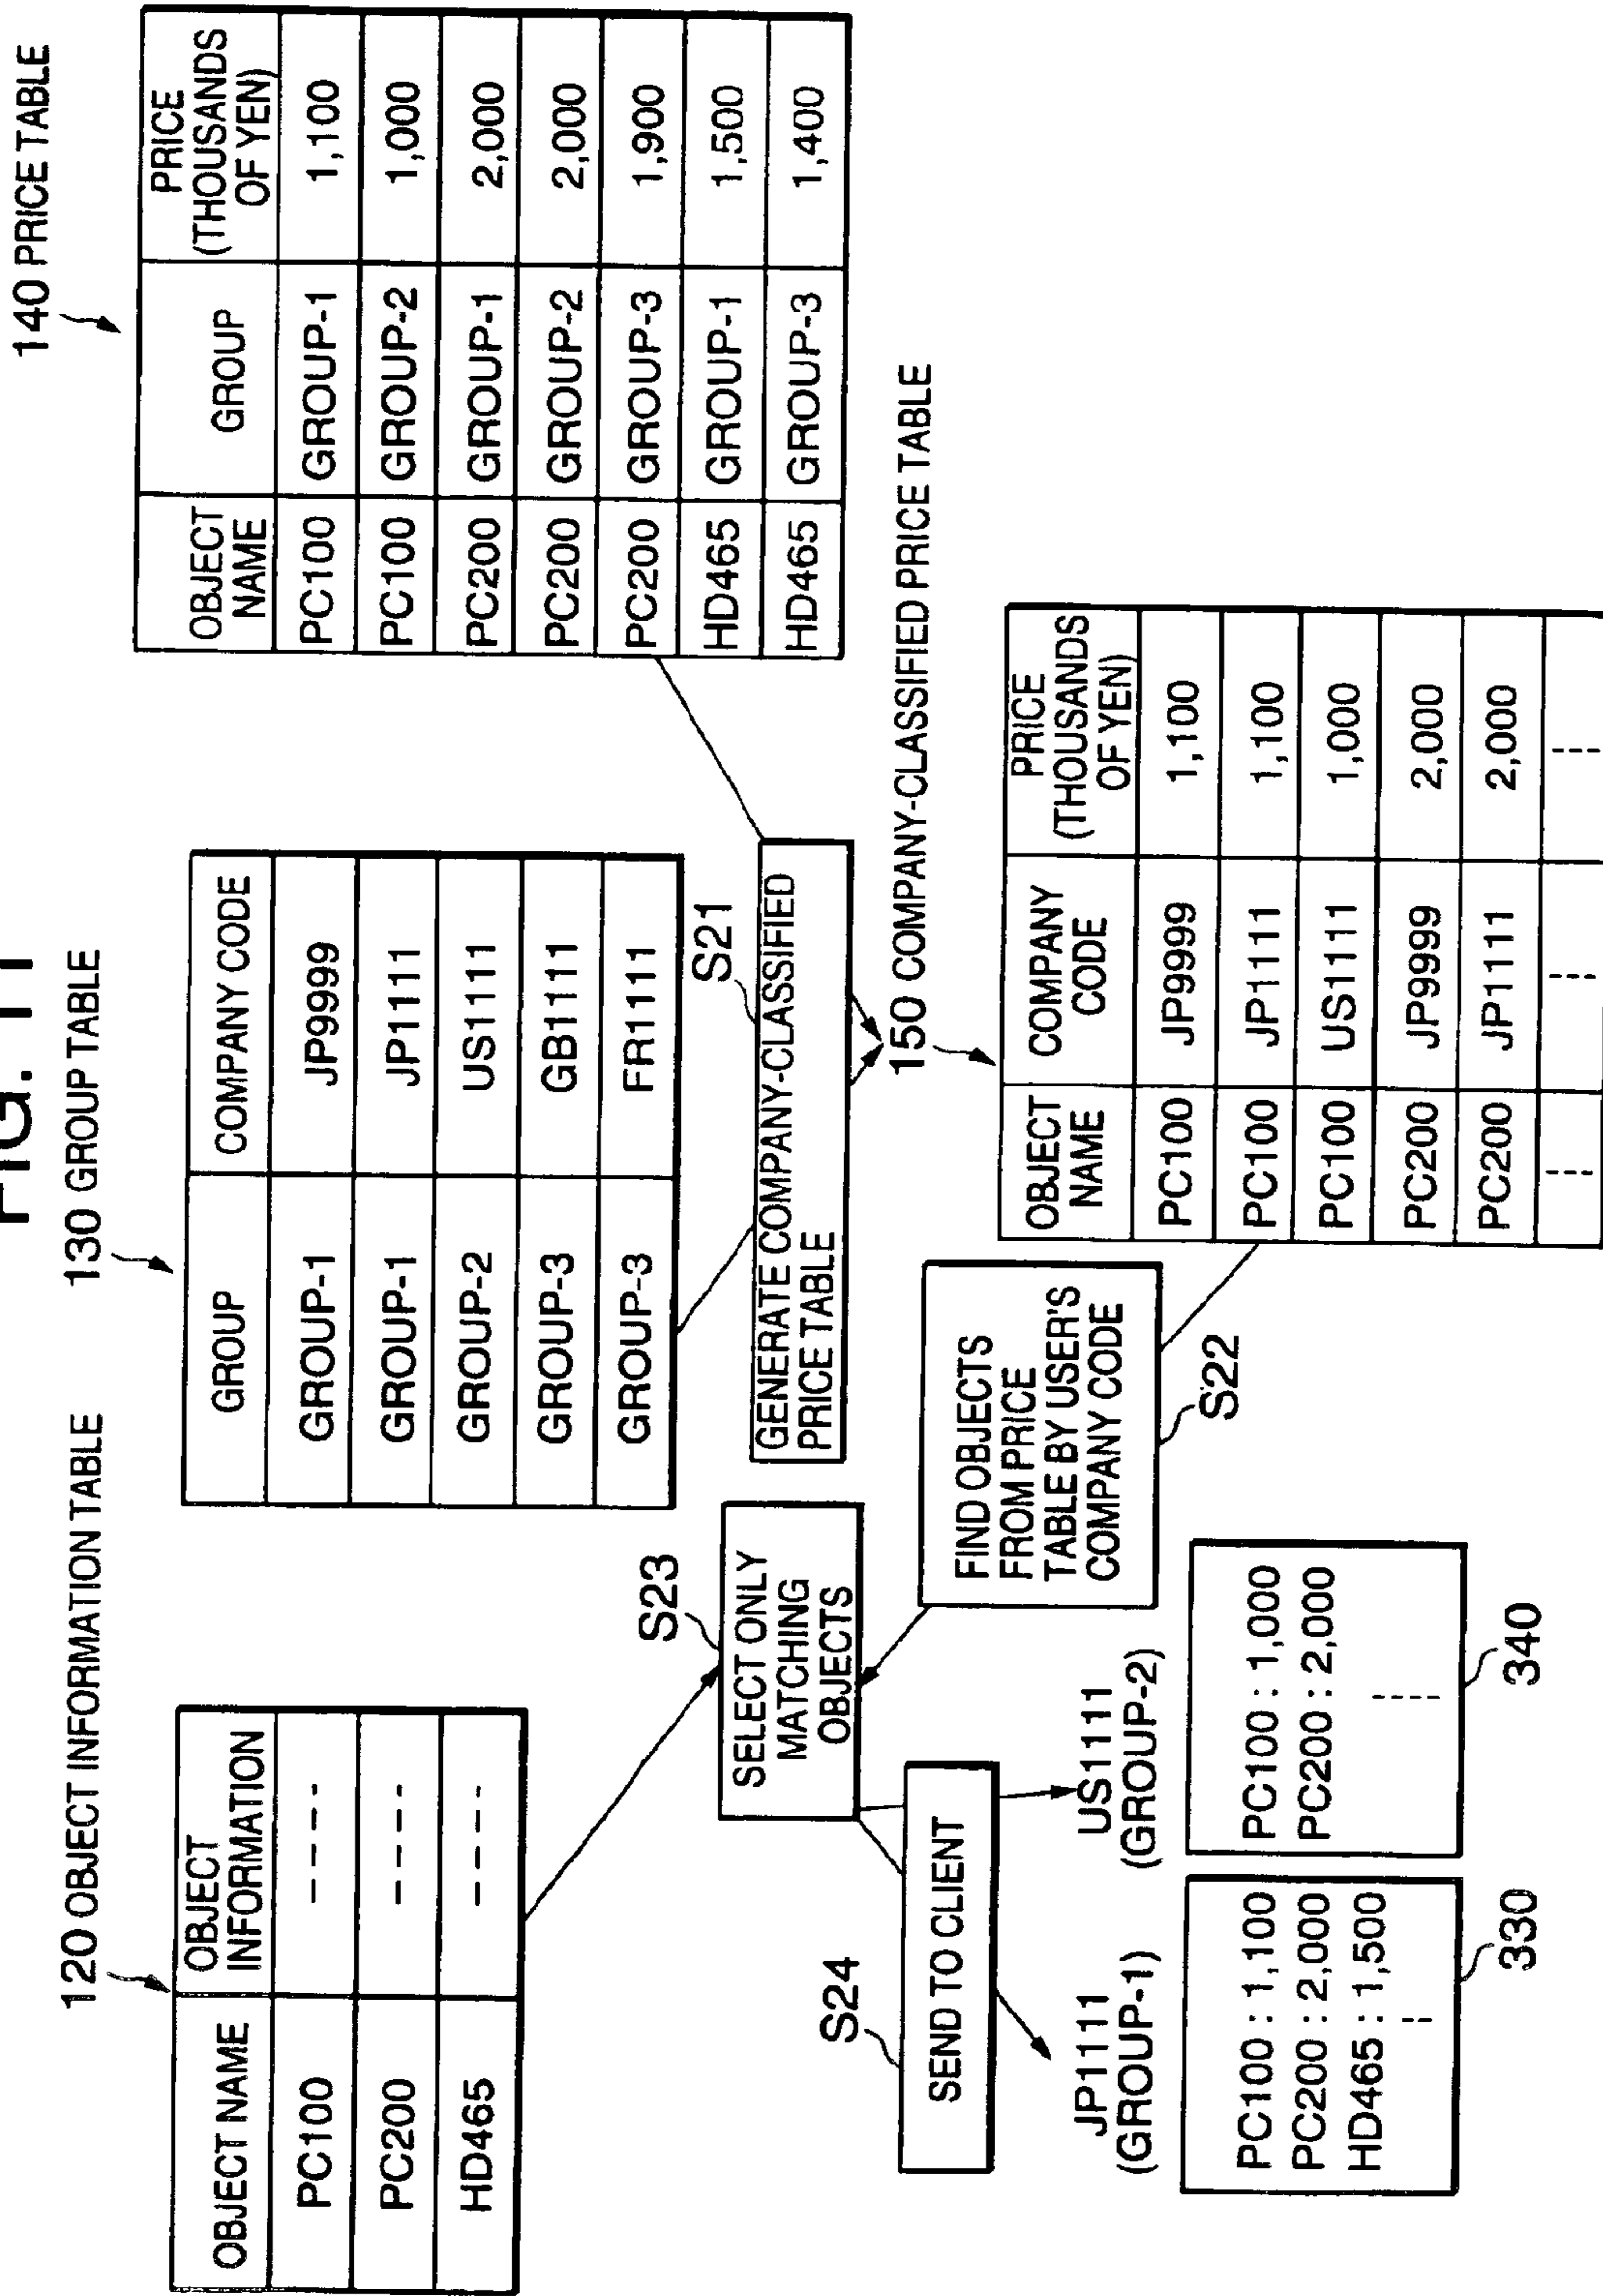 FIG. 11
120 OBJECT INFORMATION TABLE
OBJECT NAME
OBJECT
INFORMATION
PC100
----
PC200
----
HD465
----
130 GROUP TABLE
GROUP
COMPANY CODE
GROUP-1
JP9999
GROUP-1
JP1111
GROUP-2
US1111
GROUP-3
GB1111
GROUP-3
FR1111
140 PRICE TABLE
OBJECT
NAME
GROUP
PRICE
(THOUSANDS
OF YEN)
PC100
GROUP-1
1,100
PC100
GROUP-2
1,000
PC200
GROUP-1
2,000
PC200
GROUP-2
2,000
PC200
GROUP-3
1,900
HD465
GROUP-1
1,500
HD465
GROUP-3
1,400
S23
SELECT ONLY
MATCHING
OBJECTS
S21
GENERATE COMPANY-CLASSIFIED
PRICE TABLE
S24
SEND TO CLIENT
FIND OBJECTS
FROM PRICE
TABLE BY USER'S
COMPANY CODE
S22
150 COMPANY-CLASSIFIED PRICE TABLE
OBJECT
NAME
COMPANY
CODE
PRICE
(THOUSANDS
OF YEN)
PC100
JP9999
1,100
PC100
JP1111
1,100
PC100
US1111
1,000
PC200
JP9999
2,000
PC200
JP1111
2,000
---
---
---
JP1111
(GROUP-1)
PC100 : 1,100
PC200 : 2,000
HD465 : 1,500
--
330
US1111
(GROUP-2)
PC100 : 1,000
PC200 : 2,000
----
340